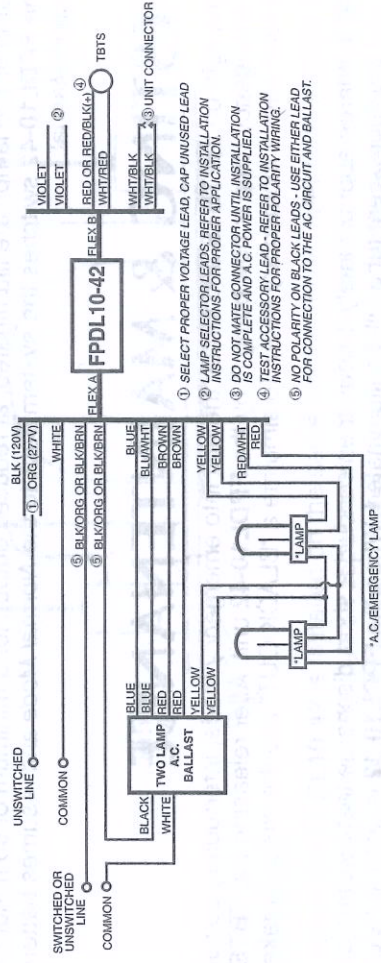 UNSWITCHED
LINE
COMMON
SWITCHED OR
UNSWITCHED
LINE
COMMON
BLK (120V)
① ORG (277V)
WHITE
⑤ BLK/ORG OR BLK/BRN
⑤ BLK/ORG OR BLK/BRN
FLEX A
FPDL10-42
FLEX B
VIOLET
VIOLET ②
RED OR RED/BLK(+) ④
WHT/RED
TBTS
WHT/BLK
WHT/BLK
③ UNIT CONNECTOR
BLACK
WHITE
TWO LAMP
A.C.
BALLAST
BLUE
BLUE
RED
RED
YELLOW
YELLOW
BLUE
BLU/WHT
BROWN
BROWN
YELLOW
YELLOW
RED/WHT
RED
*LAMP
*LAMP
*A.C./EMERGENCY LAMP
① SELECT PROPER VOLTAGE LEAD, CAP UNUSED LEAD
② LAMP SELECTOR LEADS. REFER TO INSTALLATION
INSTRUCTIONS FOR PROPER APPLICATION.
③ DO NOT MATE CONNECTOR UNTIL INSTALLATION
IS COMPLETE AND A.C. POWER IS SUPPLIED.
④ TEST ACCESSORY LEAD - REFER TO INSTALLATION
INSTRUCTIONS FOR PROPER POLARITY WIRING.
⑤ NO POLARITY ON BLACK LEADS - USE EITHER LEAD
FOR CONNECTION TO THE AC CIRCUIT AND BALLAST.